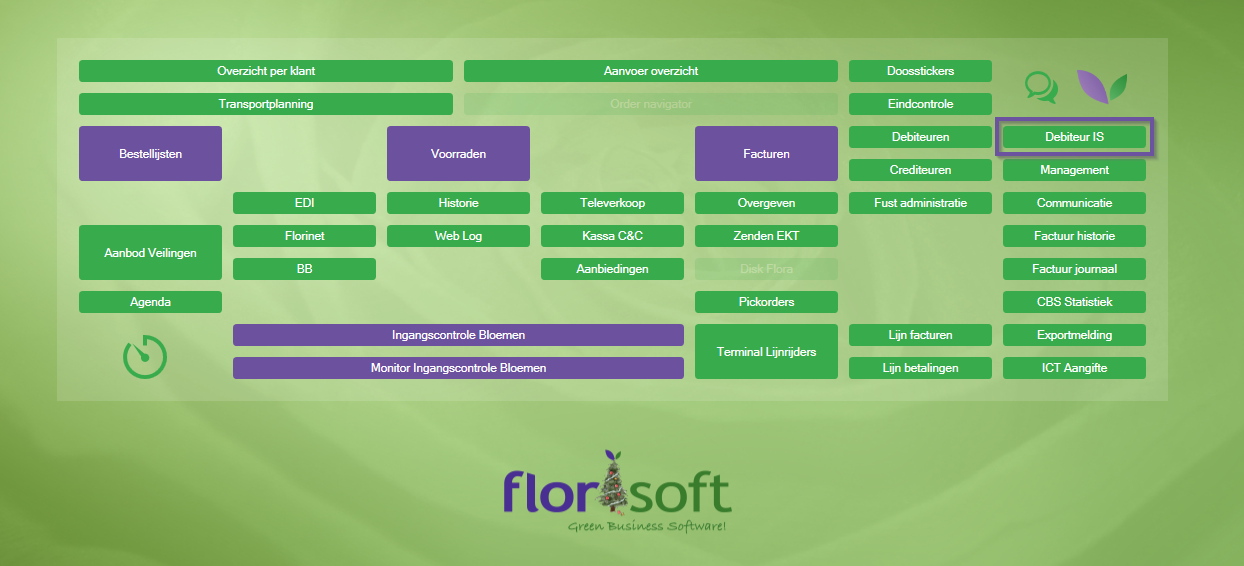 Overzicht per klant
Aanvoer overzicht
Doosstickers
Transportplanning
Order navigator
Eindcontrole
Bestellijsten
Voorraden
Facturen
Debiteuren
Debiteur IS
Crediteuren
Management
EDI
Historie
Televerkoop
Overgeven
Fust administratie
Communicatie
Aanbod Veilingen
Florinet
Web Log
Kassa C&C
Zenden EKT
Factuur historie
BB
Aanbiedingen
Disk Flora
Factuur journaal
Agenda
Pickorders
CBS Statistiek
Ingangscontrole Bloemen
Terminal Lijnrijders
Lijn facturen
Exportmelding
Monitor Ingangscontrole Bloemen
Lijn betalingen
ICT Aangifte
florisoft
Green Business Software!